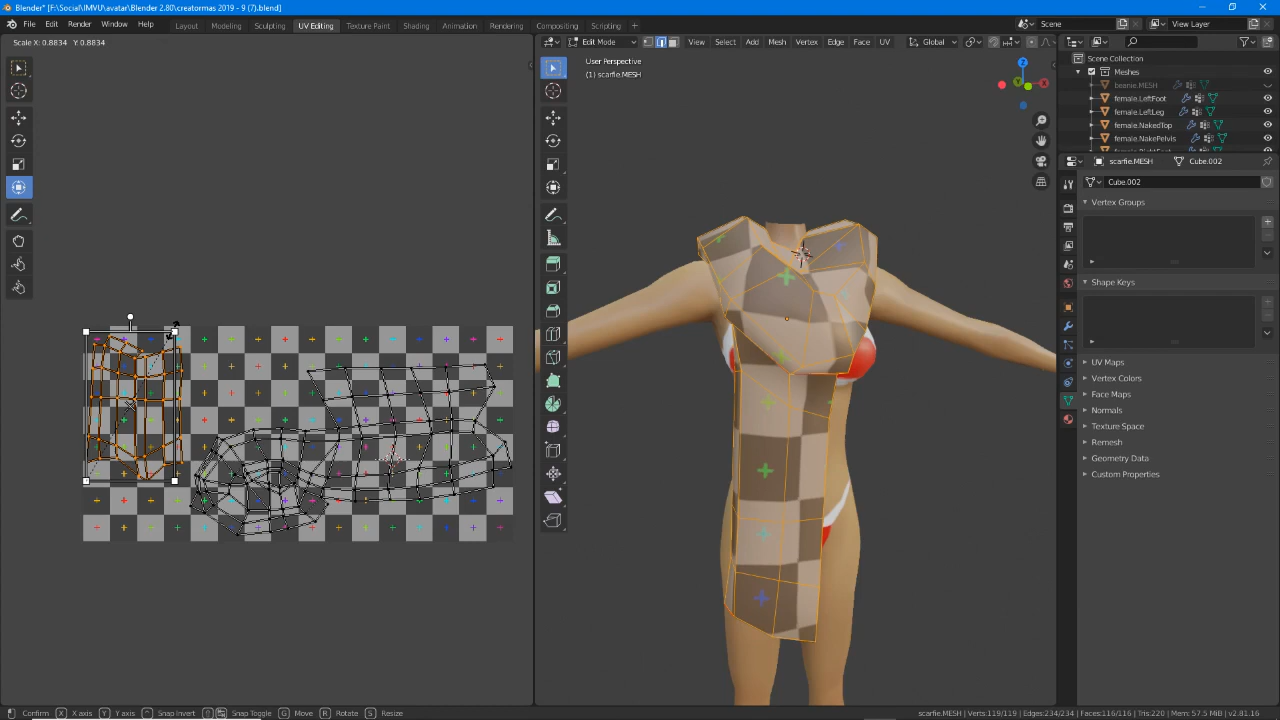 Blender* [F:\Social\IMVU\avatar\Blender 2.80\creatormas 2019 - 9 (7).blend]
File Edit Render Window Help Layout Modeling Sculpting UV Editing Texture Paint Shading Animation Rendering Compositing Scripting + Scene View Layer
Scale X: 0.8834 Y: 0.8834
Edit Mode View Select Add Mesh Vertex Edge Face UV Global
User Perspective
(1) scarfie.MESH
Z
Y
X
Scene Collection
Meshes
beanie.MESH
female.LeftFoot
female.LeftLeg
female.NakedTop
female.NakePelvis
scarfie.MESH Cube.002
Cube.002
Vertex Groups
Shape Keys
UV Maps
Vertex Colors
Face Maps
Normals
Texture Space
Remesh
Geometry Data
Custom Properties
Confirm X X axis Y Y axis Snap Invert Snap Toggle G Move R Rotate S Resize scarfie.MESH | Verts:119/119 | Edges:234/234 | Faces:116/116 | Tris:220 | Mem: 57.5 MiB | v2.81.16